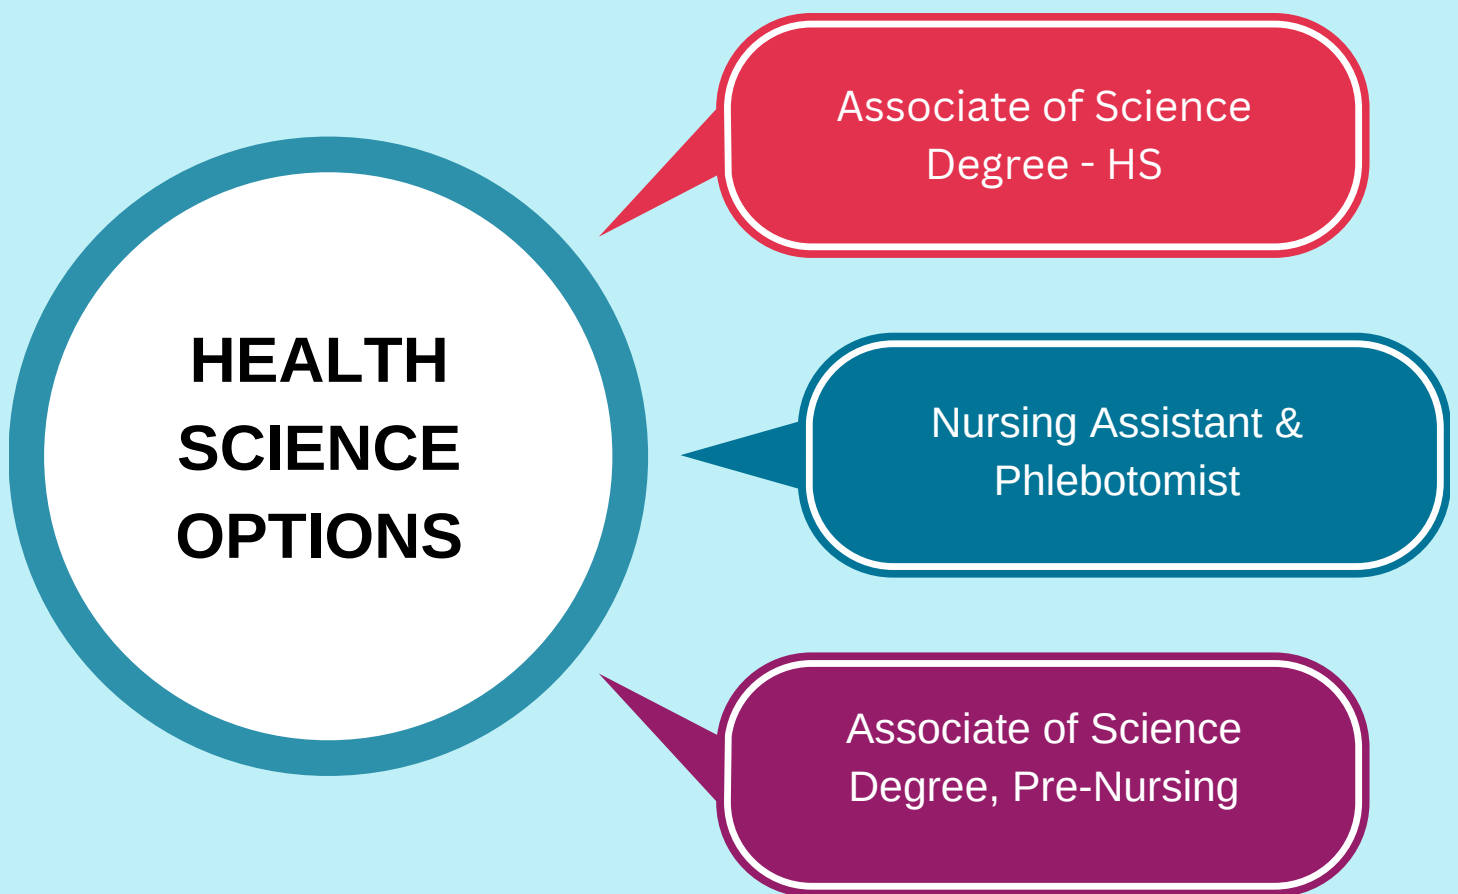 HEALTH
SCIENCE
OPTIONS
Associate of Science
Degree - HS
Nursing Assistant &
Phlebotomist
Associate of Science
Degree, Pre-Nursing